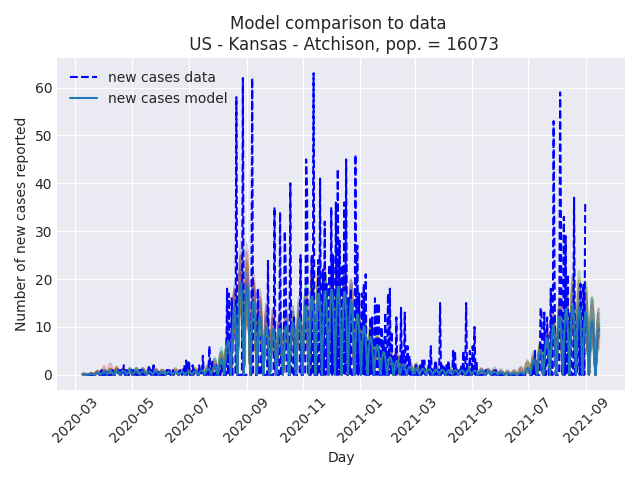 Model comparison to data
US - Kansas - Atchison, pop. = 16073
new cases data
new cases model
Number of new cases reported
60
50
40
30
20
10
0
2020-03
2020-05
2020-07
2020-09
2020-11
2021-01
2021-03
2021-05
2021-07
2021-09
Day